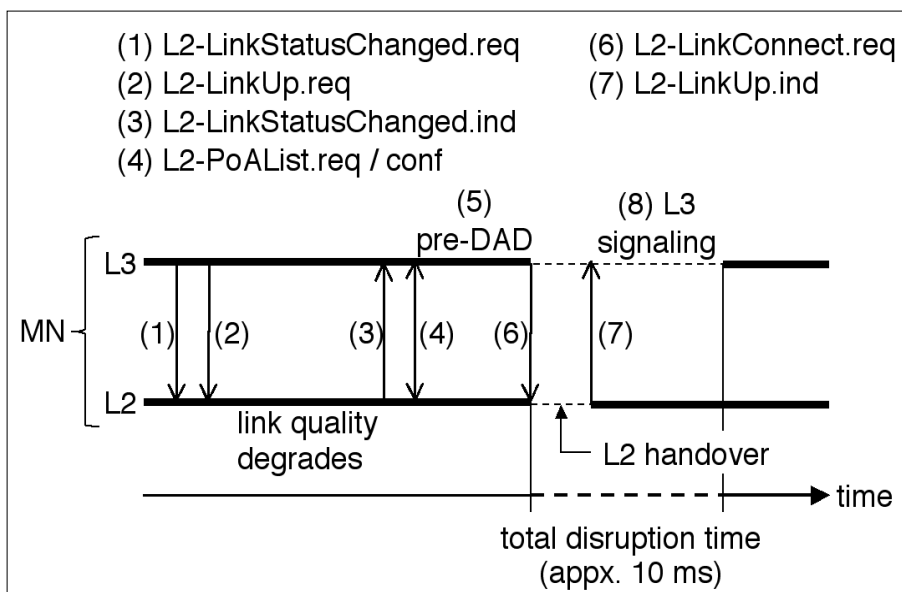 (1) L2-LinkStatusChanged.req
(2) L2-LinkUp.req
(3) L2-LinkStatusChanged.ind
(4) L2-PoAList.req / conf
(6) L2-LinkConnect.req
(7) L2-LinkUp.ind
(5)
pre-DAD
(8) L3
signaling
L3
MN
(1)
(2)
(3)
(4)
(6)
(7)
L2
link quality
degrades
L2 handover
time
total disruption time
(appx. 10 ms)